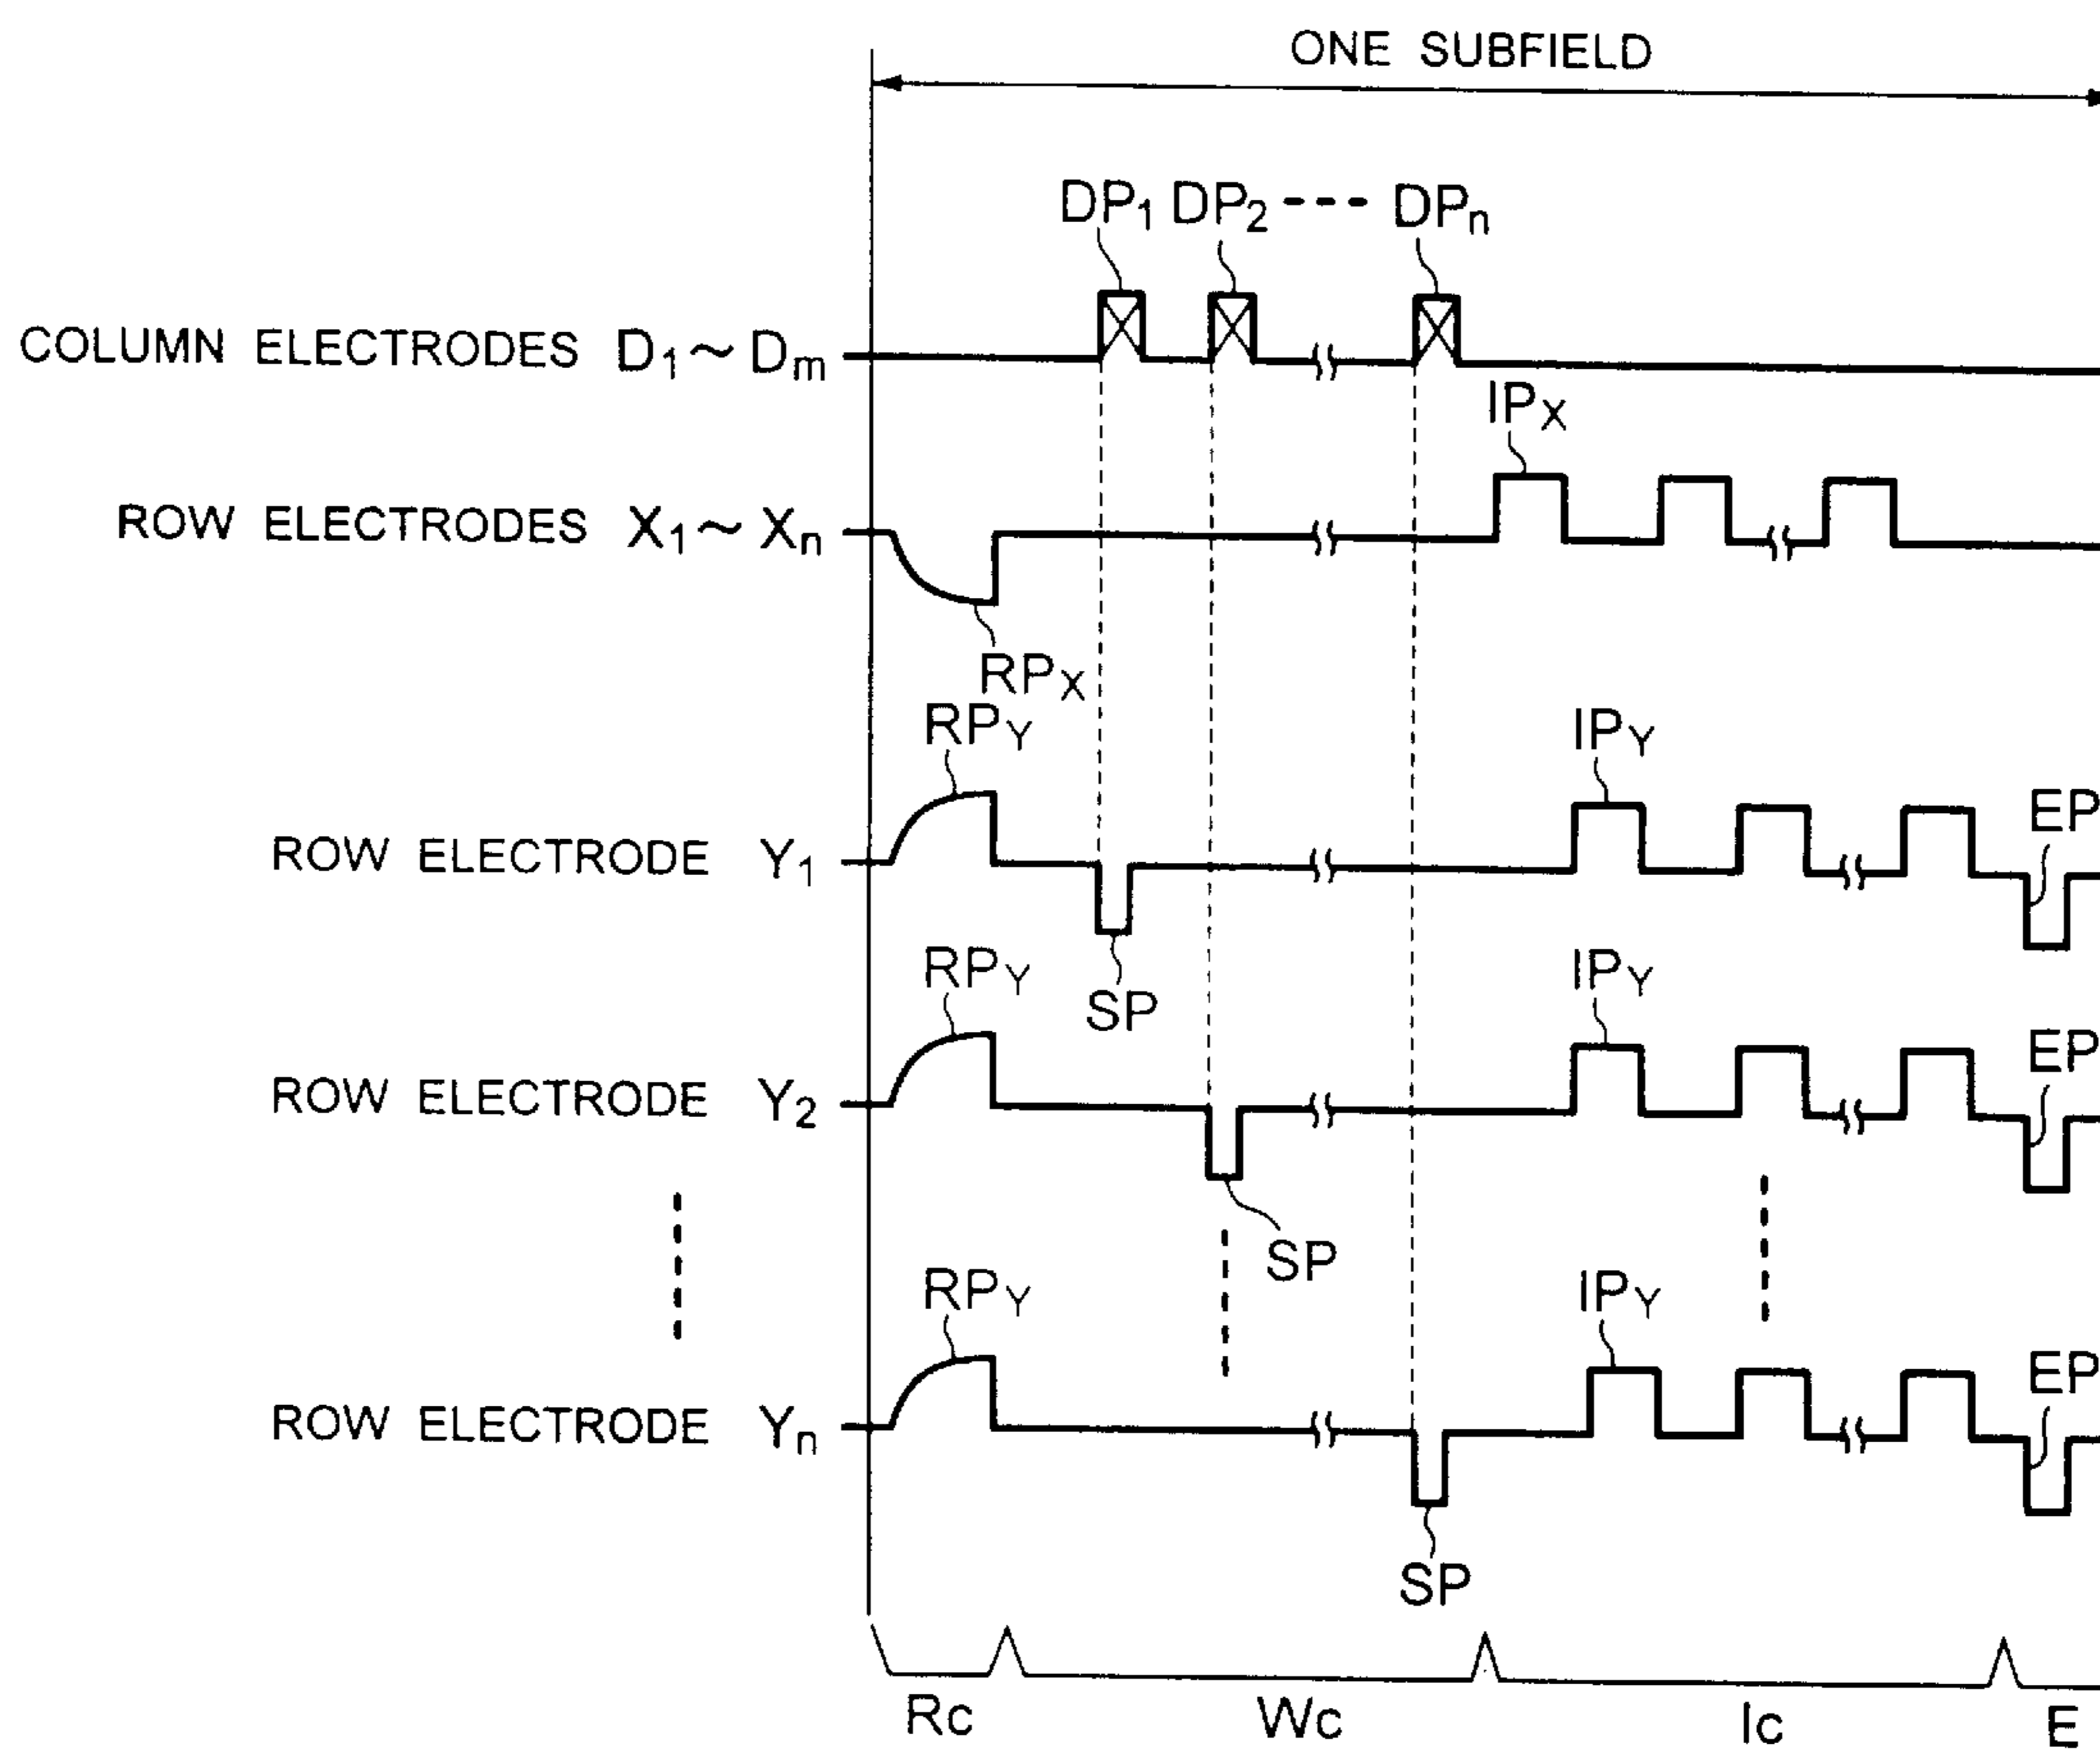 ONE SUBFIELD
DP1 DP2 ---- DPn
COLUMN ELECTRODES D1~Dm
IPX
ROW ELECTRODES X1~Xn
RPX
RPY
IPY
EP
ROW ELECTRODE Y1
SP
RPY
IPY
EP
ROW ELECTRODE Y2
SP
RPY
IPY
EP
ROW ELECTRODE Yn
SP
Rc Wc Ic E